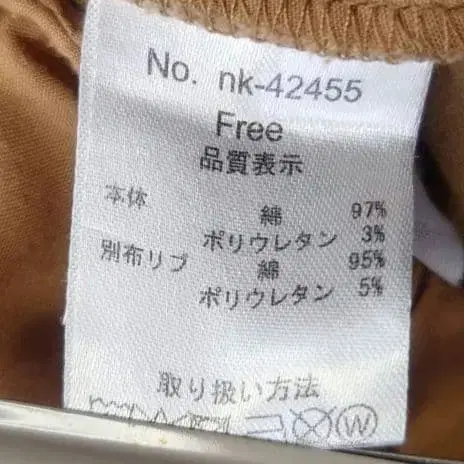 No. nk-42455
Free
品質表示
本体 綿 97%
ポリウレタン 3%
別布リブ 綿 95%
ポリウレタン 5%
取り扱い方法
W